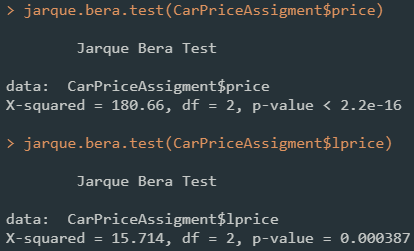 > jarque.bera.test(CarPriceAssigment$price)
Jarque Bera Test
data:  CarPriceAssigment$price
X-squared = 180.66, df = 2, p-value < 2.2e-16
> jarque.bera.test(CarPriceAssigment$lprice)
Jarque Bera Test
data:  CarPriceAssigment$lprice
X-squared = 15.714, df = 2, p-value = 0.000387